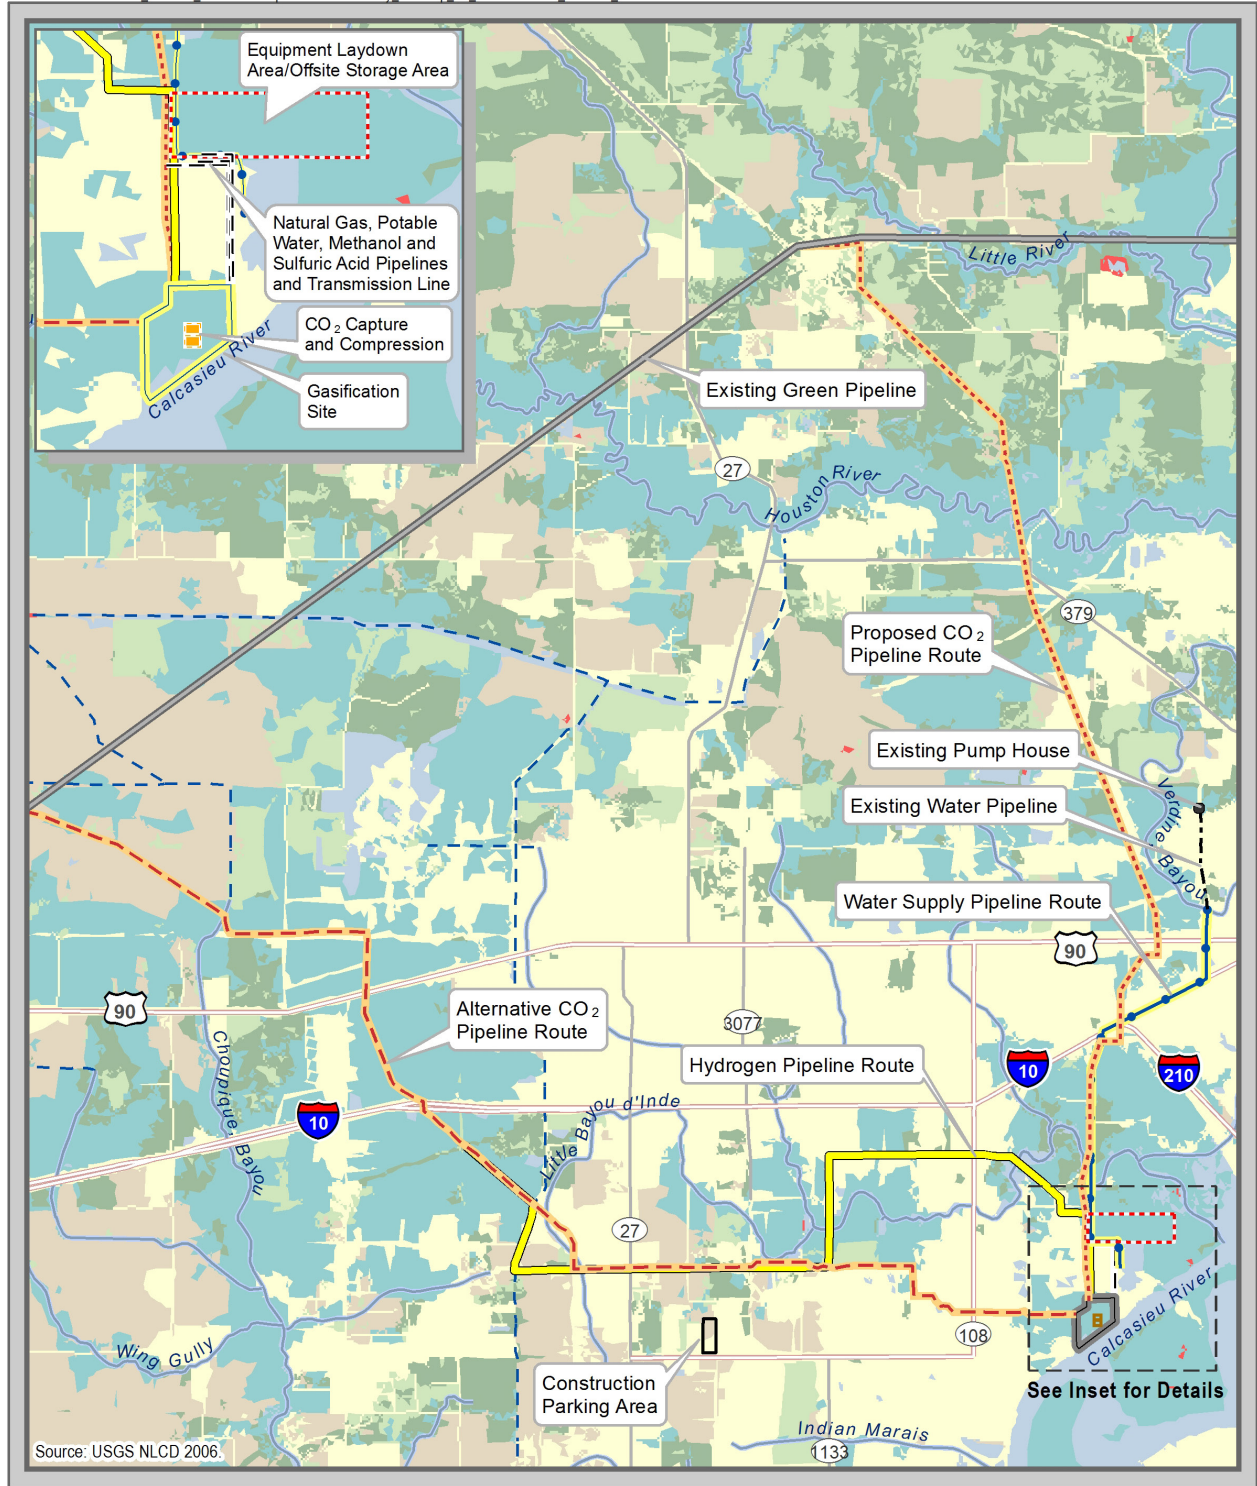 Equipment Laydown
Area/Offsite Storage Area
Natural Gas, Potable
Water, Methanol and
Sulfuric Acid Pipelines
and Transmission Line
CO₂ Capture
and Compression
Gasification
Site
Calcasieu River
Little River
Existing Green Pipeline
27
Houston River
379
Proposed CO₂
Pipeline Route
Existing Pump House
Verdine, Bayou
Existing Water Pipeline
Water Supply Pipeline Route
90
90
Alternative CO₂
Pipeline Route
3077
Hydrogen Pipeline Route
10
210
Choupique, Bayou
10
Little Bayou d'Inde
27
Wing Gully
108
Calcasieu River
See Inset for Details
Construction
Parking Area
Indian Marais
1133
Source: USGS NLCD 2006.